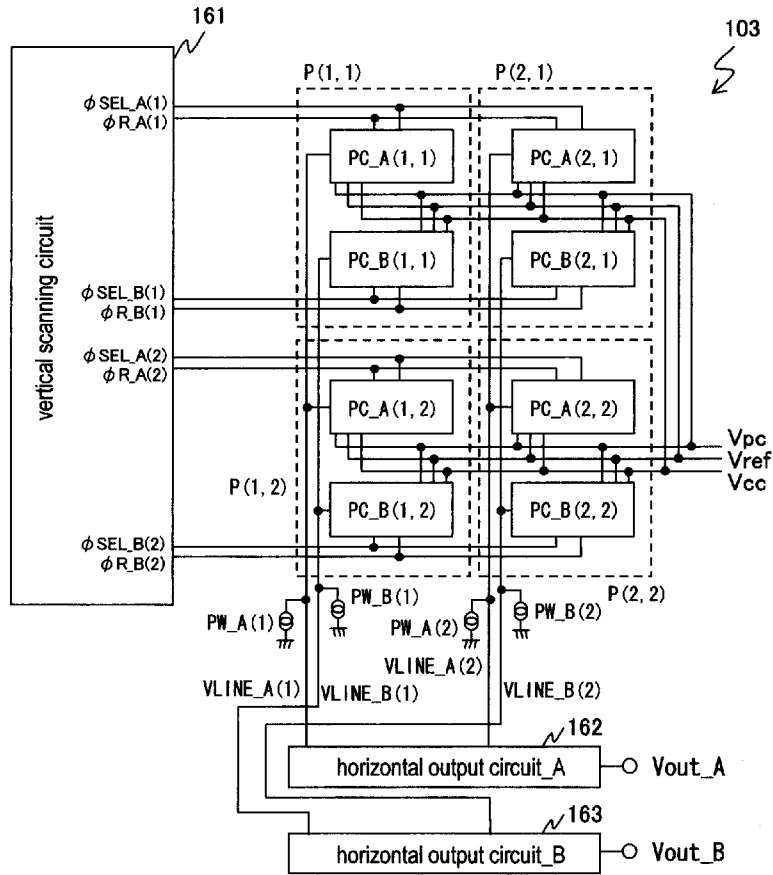 161
103
P(1, 1)
P(2, 1)
φSEL_A(1)
φR_A(1)
PC_A(1, 1)
PC_A(2, 1)
vertical scanning circuit
PC_B(1, 1)
PC_B(2, 1)
φSEL_B(1)
φR_B(1)
φSEL_A(2)
φR_A(2)
PC_A(1, 2)
PC_A(2, 2)
Vpc
Vref
Vcc
P(1, 2)
PC_B(1, 2)
PC_B(2, 2)
φSEL_B(2)
φR_B(2)
P(2, 2)
PW_A(1)
PW_B(1)
PW_A(2)
PW_B(2)
VLINE_A(2)
VLINE_A(1)
VLINE_B(1)
VLINE_B(2)
162
horizontal output circuit_A
Vout_A
163
horizontal output circuit_B
Vout_B